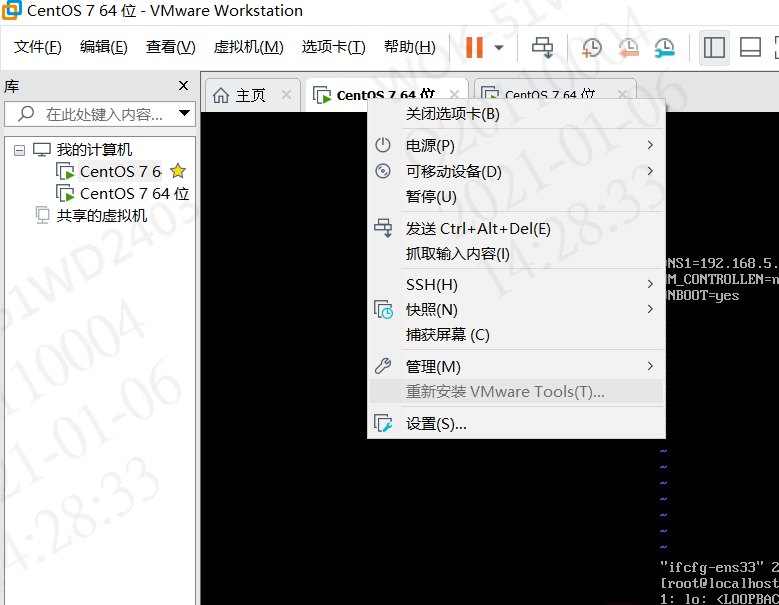 CentOS 7 64 位 - VMware Workstation
文件(F) 编辑(E) 查看(V) 虚拟机(M) 选项卡(T) 帮助(H)
库
在此处键入内容...
我的计算机
CentOS 7 6
CentOS 7 64 位
共享的虚拟机
主页 CentOS 7 64 位 CentOS 7 64 位
关闭选项卡(B)
电源(P)
可移动设备(D)
暂停(U)
发送 Ctrl+Alt+Del(E)
抓取输入内容(I)
SSH(H)
快照(N)
捕获屏幕 (C)
管理(M)
重新安装 VMware Tools(T)...
设置(S)...
NS1=192.168.5.
M_CONTROLLEN=n
NBOOT=yes
~
~
~
~
~
~
~
"ifcfg-ens33" 2
[root@localhost
1: lo: <LOOPBAC
2021-01-06
14:28:33